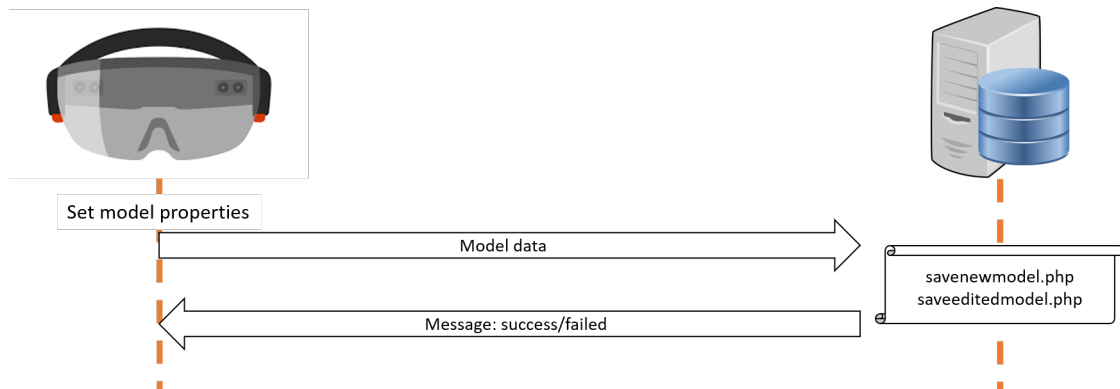 Set model properties
Model data
savenewmodel.php
saveeditedmodel.php
Message: success/failed